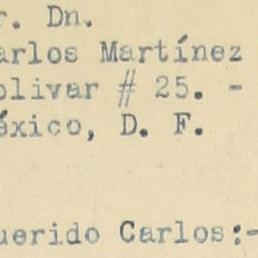 r. Dn.
arlos Martínez
olivar # 25. -
éxico, D. F.
uerido Carlos:-